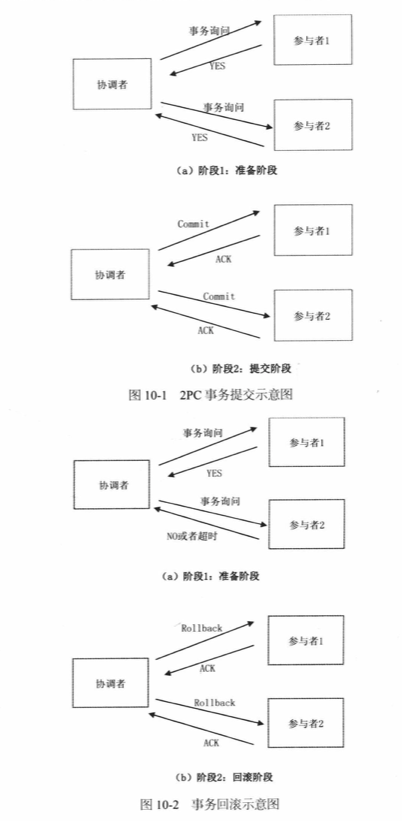 事务询问
参与者1
YES
协调者
事务询问
参与者2
YES
(a)阶段1：准备阶段
Commit
参与者1
ACK
协调者
Commit
参与者2
ACK
(b)阶段2：提交阶段
图 10-1 2PC 事务提交示意图
事务询问
参与者1
YES
协调者
事务询问
参与者2
NO或者超时
(a)阶段1：准备阶段
Rollback
参与者1
ACK
协调者
Rollback
参与者2
ACK
(b)阶段2：回滚阶段
图 10-2 事务回滚示意图